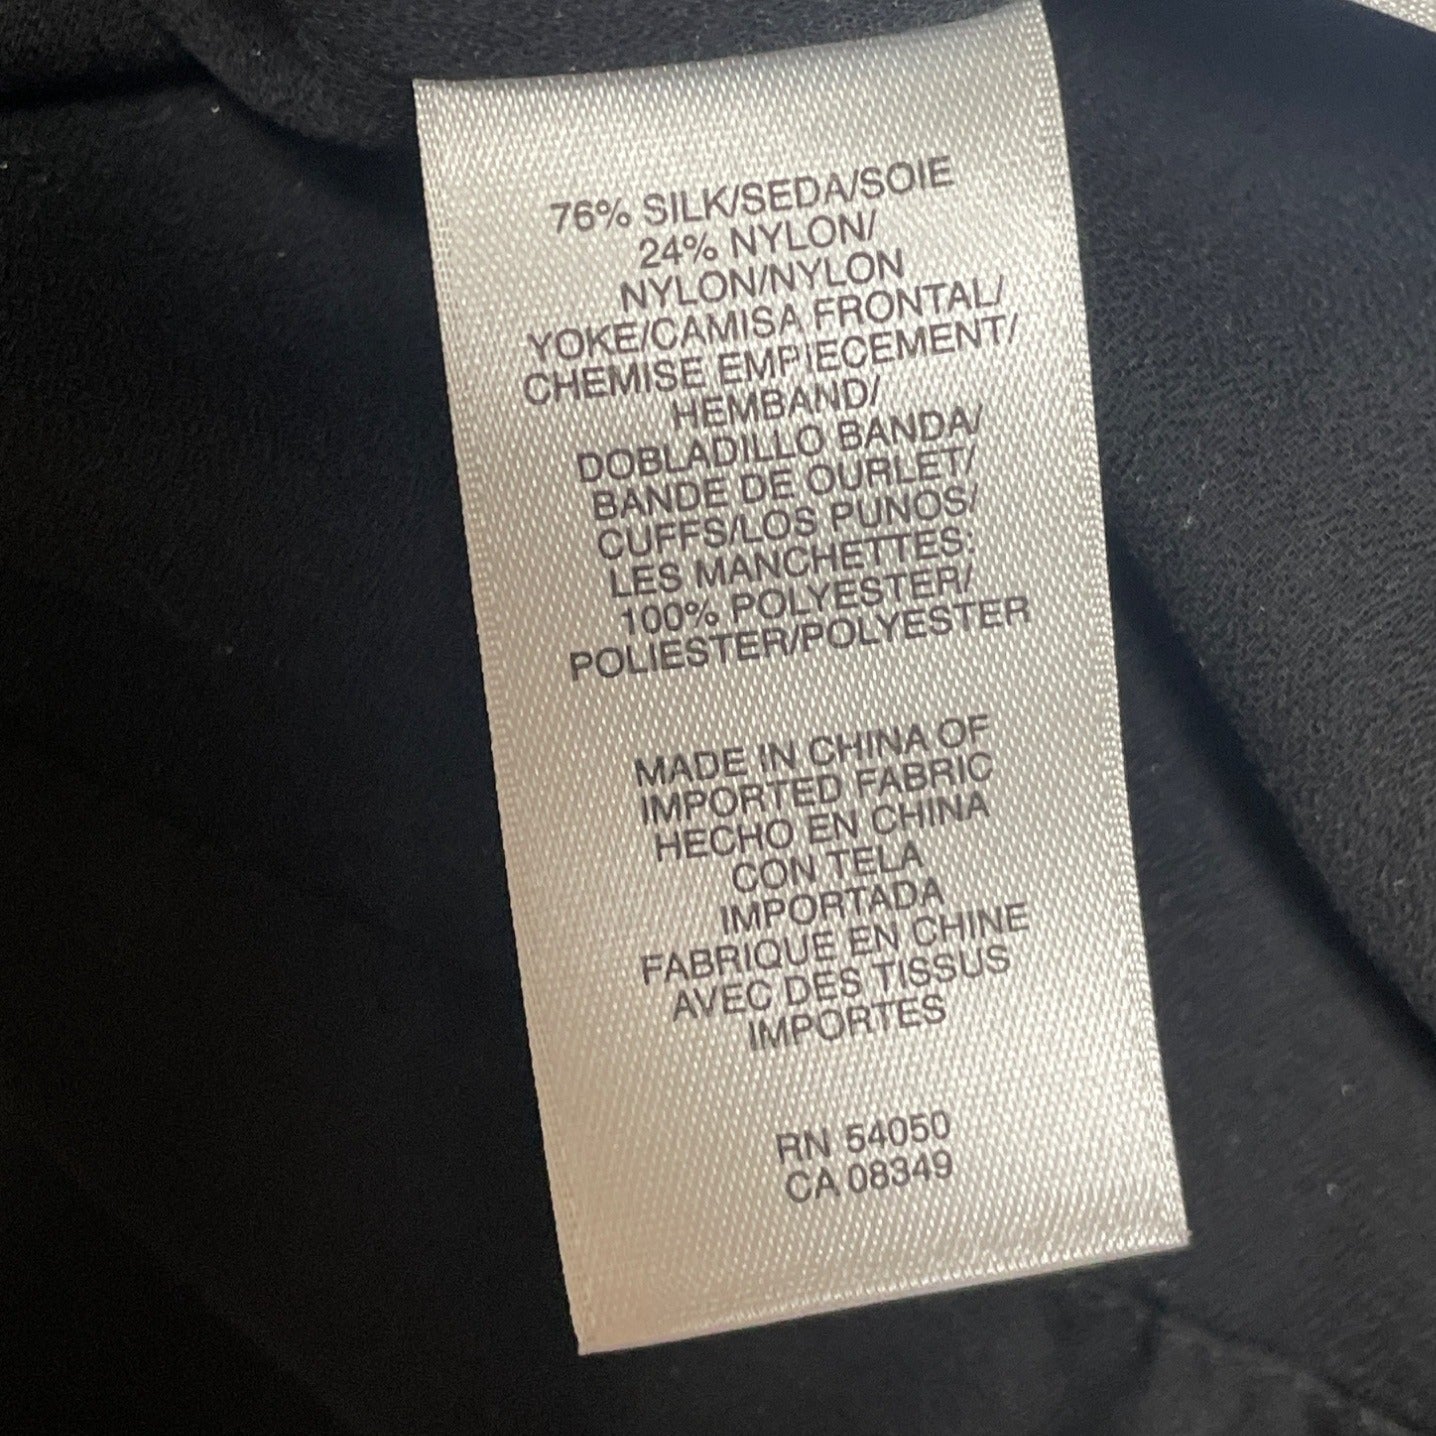 76% SILK/SEDA/SOIE
24% NYLON/
NYLON/NYLON
YOKE/CAMISA FRONTAL/
CHEMISE EMPIECEMENT/
HEMBAND/
DOBLADILLO BANDA/
BANDE DE OURLET/
CUFFS/LOS PUNOS/
LES MANCHETTES:
100% POLYESTER/
POLIESTER/POLYESTER
MADE IN CHINA OF
IMPORTED FABRIC
HECHO EN CHINA
CON TELA
IMPORTADA
FABRIQUE EN CHINE
AVEC DES TISSUS
IMPORTES
RN 54050
CA 08349